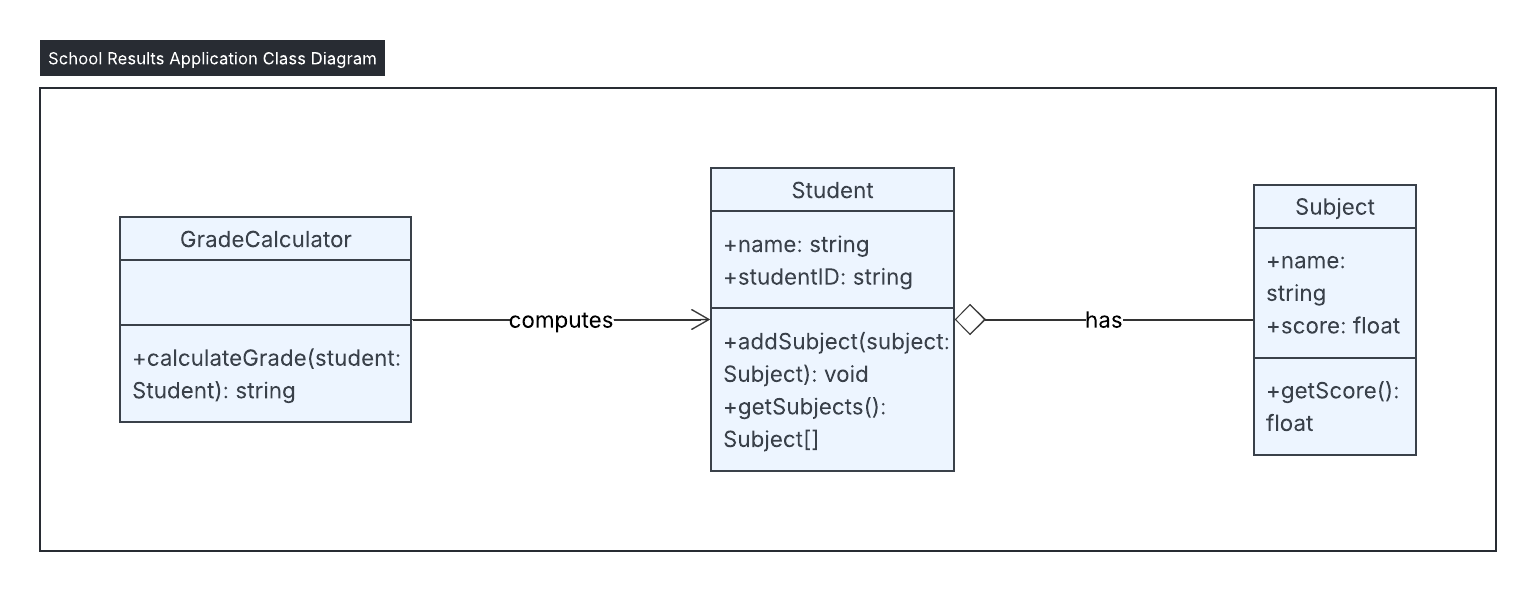 School Results Application Class Diagram
GradeCalculator
+calculateGrade(student:
Student): string
computes
Student
+name: string
+studentID: string
+addSubject(subject:
Subject): void
+getSubjects():
Subject[]
has
Subject
+name:
string
+score: float
+getScore():
float